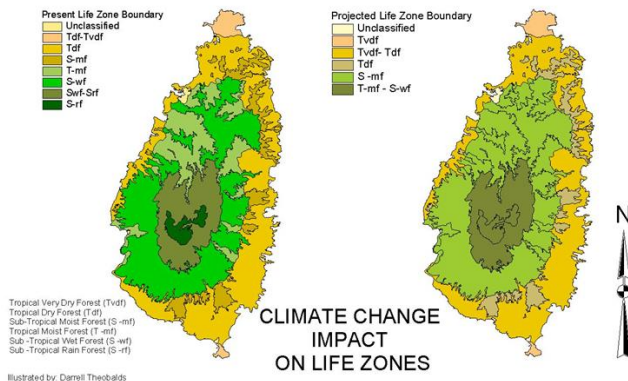 Present Life Zone Boundary
Unclassified
Tdf-Tvdf
Tdf
S-mf
T-mf
S-wf
Swf-Srf
S-rf
Projected Life Zone Boundary
Unclassified
Tvdf
Tvdf- Tdf
Tdf
S -mf
T-mf - S-wf
N
Tropical Very Dry Forest (Tvdf)
Tropical Dry Forest (Tdf)
Sub-Tropical Moist Forest (S -mf)
Tropical Moist Forest (T -mf)
Sub -Tropical Wet Forest (S -wf)
Sub -Tropical Rain Forest (S -rf)
CLIMATE CHANGE
IMPACT
ON LIFE ZONES
Illustrated by: Darrell Theobalds